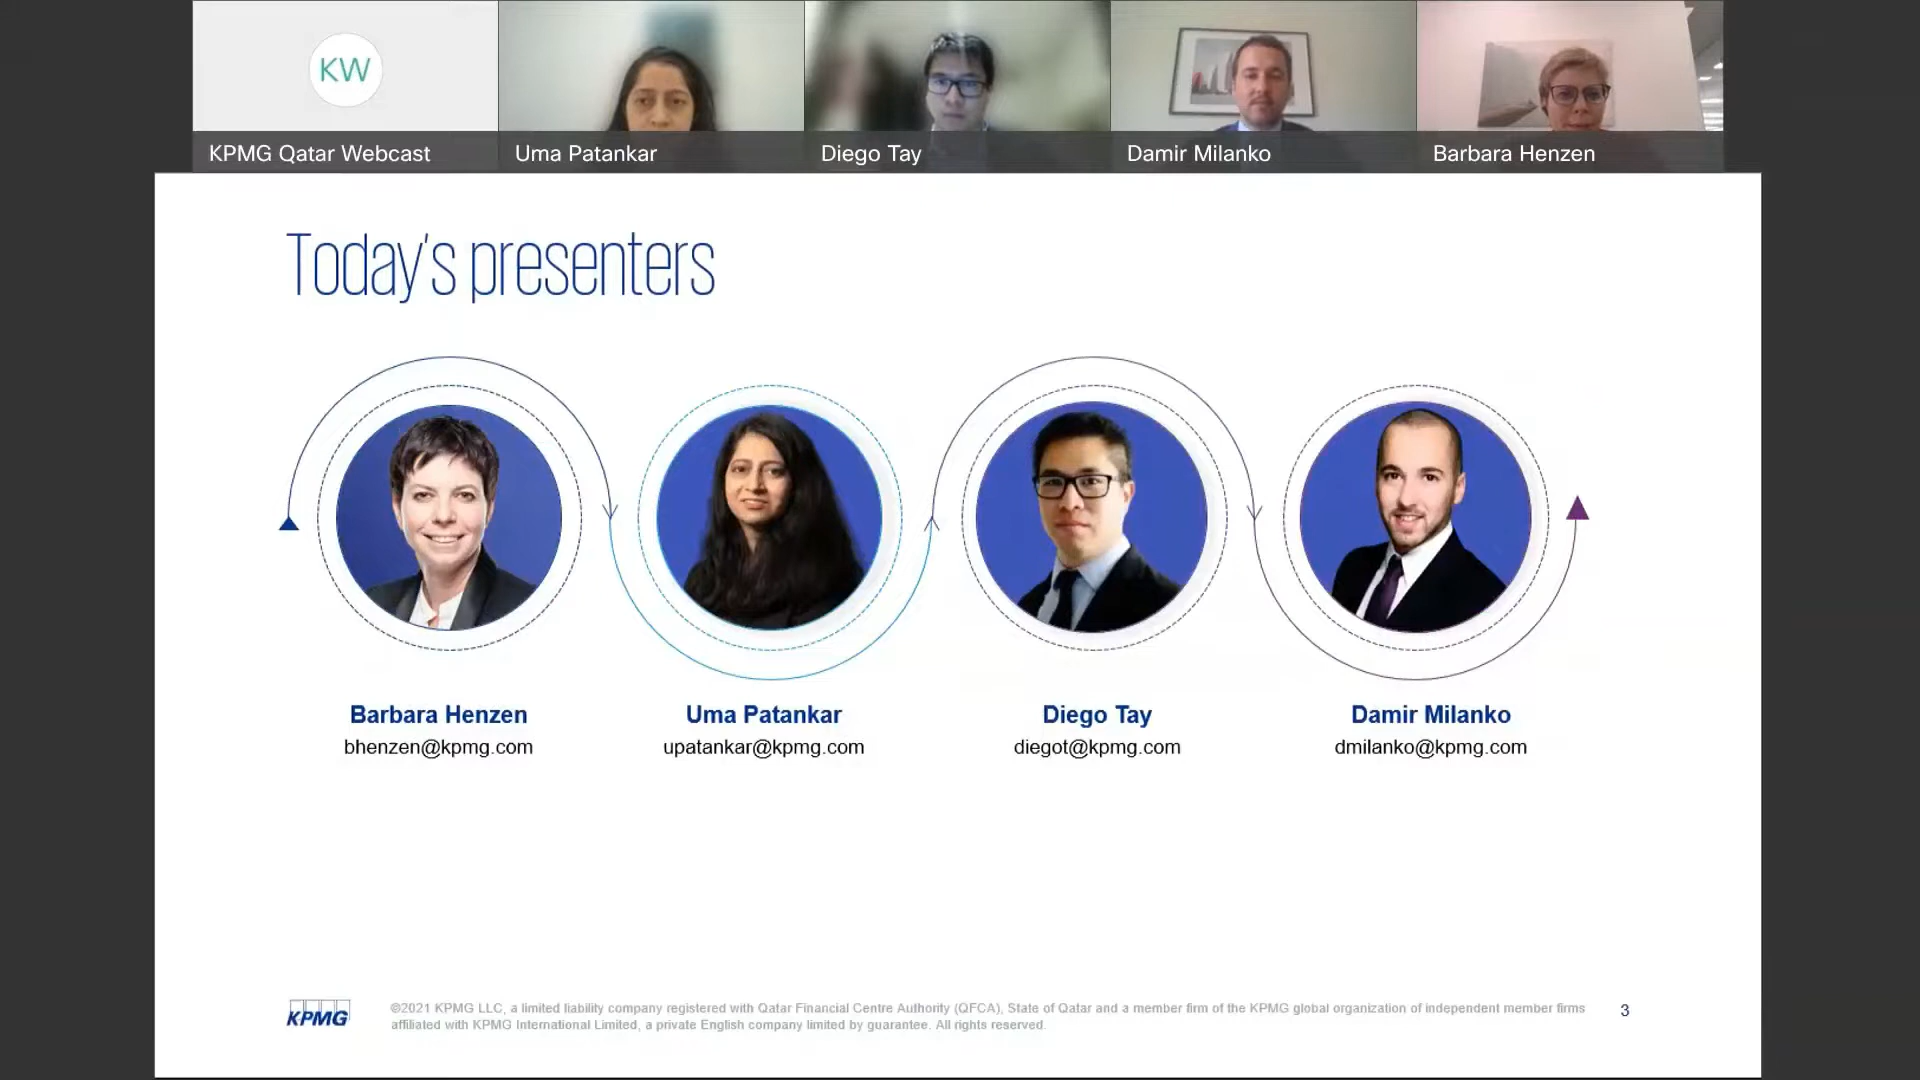 KW
KPMG Qatar Webcast
Uma Patankar
Diego Tay
Damir Milanko
Barbara Henzen
Today's presenters
Barbara Henzen
bhenzen@kpmg.com
Uma Patankar
upatankar@kpmg.com
Diego Tay
diegot@kpmg.com
Damir Milanko
dmilanko@kpmg.com
KPMG
©2021 KPMG LLC, a limited liability company registered with Qatar Financial Centre Authority (QFCA), State of Qatar and a member firm of the KPMG global organization of independent member firms
affiliated with KPMG International Limited, a private English company limited by guarantee. All rights reserved.
3